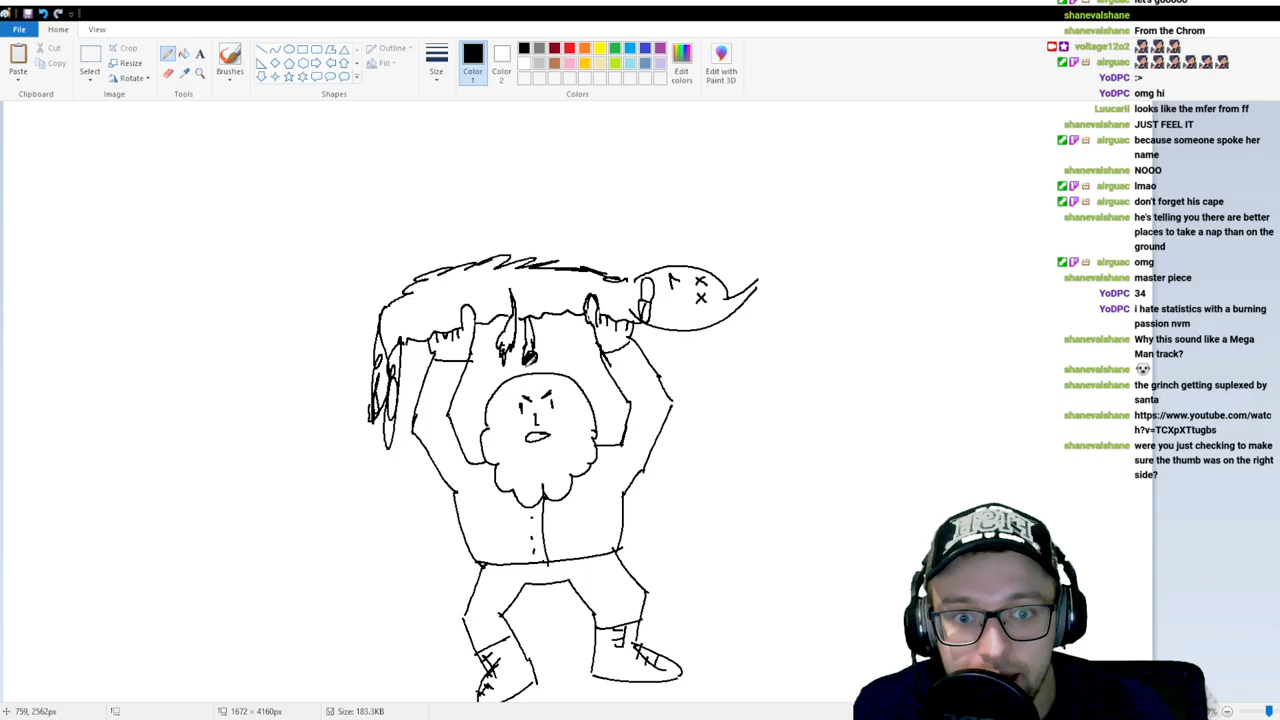 let's gooooo
shanevalshane
File
Home
View
shanevalshane From the Chrom
voltage12o2
airguac
YoDPC :>
YoDPC omg hi
Luucarii looks like the mfer from ff
shanevalshane JUST FEEL IT
airguac because someone spoke her
name
shanevalshane NOOO
airguac lmao
airguac don't forget his cape
shanevalshane he's telling you there are better
places to take a nap than on the
ground
airguac omg
shanevalshane master piece
YoDPC 34
YoDPC i hate statistics with a burning
passion nvm
shanevalshane Why this sound like a Mega
Man track?
shanevalshane
shanevalshane the grinch getting suplexed by
santa
shanevalshane https://www.youtube.com/watc
h?v=TCXpXTtugbs
shanevalshane were you just checking to make
sure the thumb was on the right
side?
Paste
Cut
Copy
Clipboard
Select
Crop
Resize
Rotate
Image
Tools
Brushes
Shapes
Outline
Fill
Size
Color
1
Color
2
Colors
Edit
colors
Edit with
Paint 3D
x
x
759, 2562px
1672 × 4160px
Size: 183.3KB